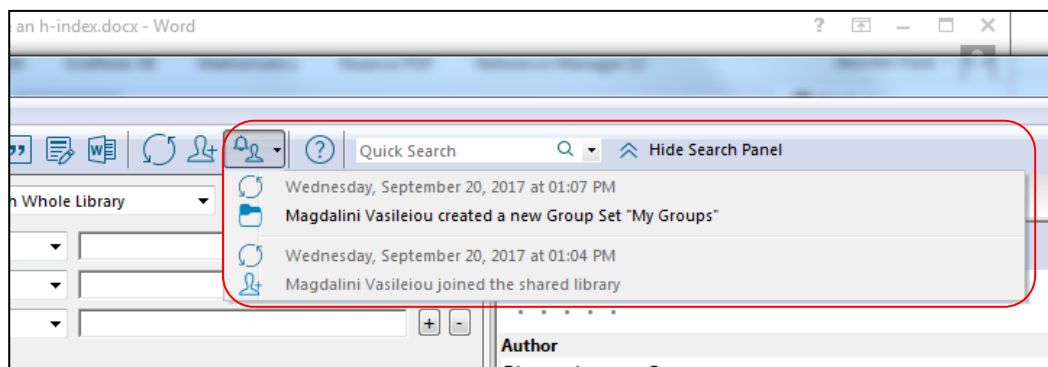 an h-index.docx - Word
Quick Search
Hide Search Panel
Wednesday, September 20, 2017 at 01:07 PM
h Whole Library
Magdalini Vasileiou created a new Group Set "My Groups"
Wednesday, September 20, 2017 at 01:04 PM
Magdalini Vasileiou joined the shared library
Author